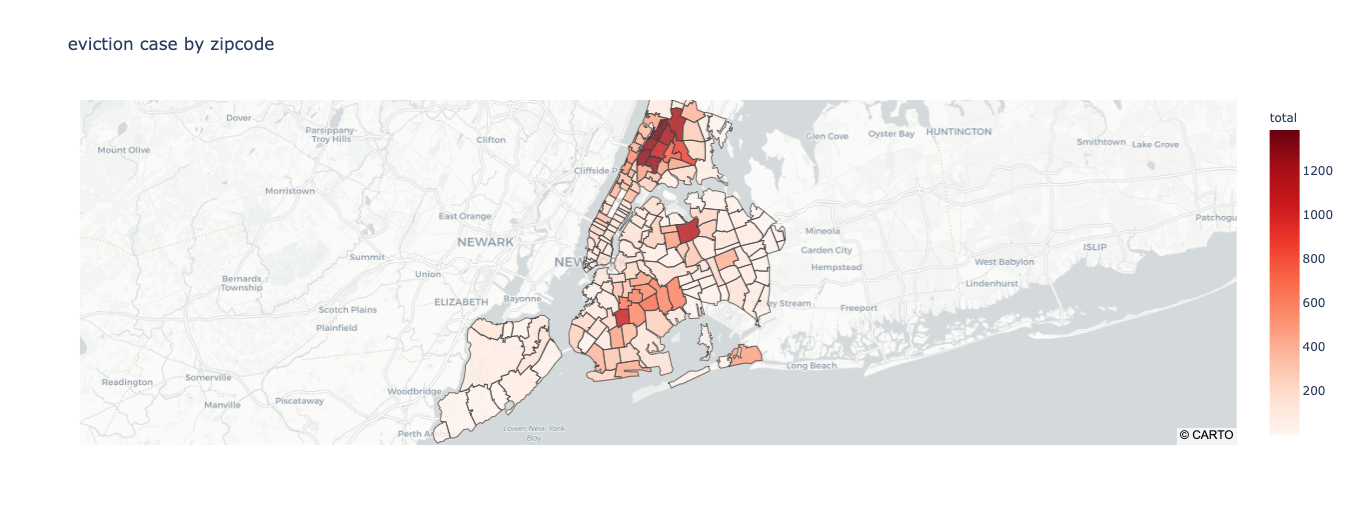 eviction case by zipcode
total
1200
1000
800
600
400
200
Dover
Parsippany-
Troy Hills
Mount Olive
Clifton
Cliffside
Morristown
East Orange
NEWARK
NEW
Summit
Union
Bernards
Township
ELIZABETH
Bayonne
Scotch Plains
Plainfield
Readington
Somerville
Manville
Piscataway
Woodbridge
Perth
Lower New York
Bay
Glen Cove
Oyster Bay
HUNTINGTON
Smithtown
Lake Grove
Patchogu
Mineola
Garden City
Hempstead
ISLIP
West Babylon
Lindenhurst
ey Stream
Freeport
Long Beach
© CARTO